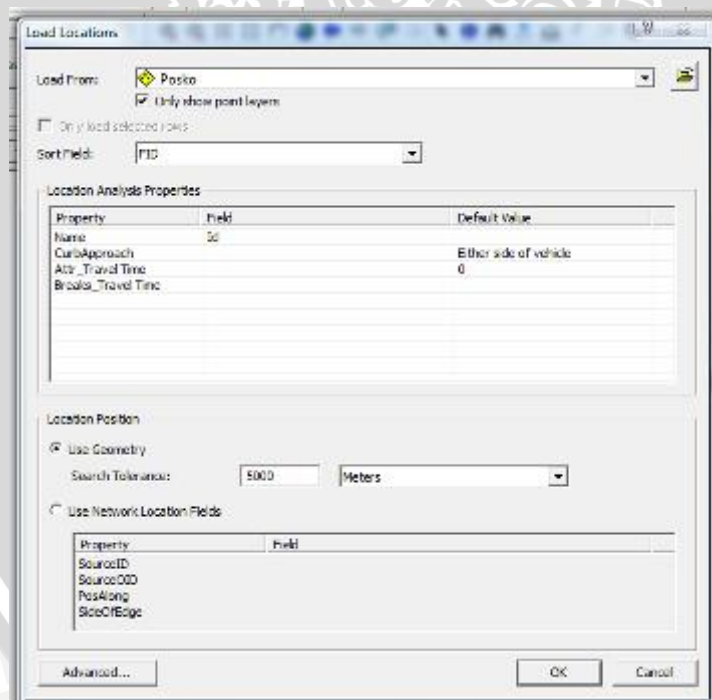 Load Locations
Load From: Posko
Only show point layers
Only load selected rows
Sort Field: FID
Location Analysis Properties
Property Field Default Value
Name Id
CurbApproach Either side of vehicle
Attr_Travel Time 0
Breaks_Travel Time
Location Position
Use Geometry
Search Tolerance: 5000 Meters
Use Network Location Fields
Property Field
SourceID
SourceOID
PosAlong
SideOfEdge
Advanced... OK Cancel